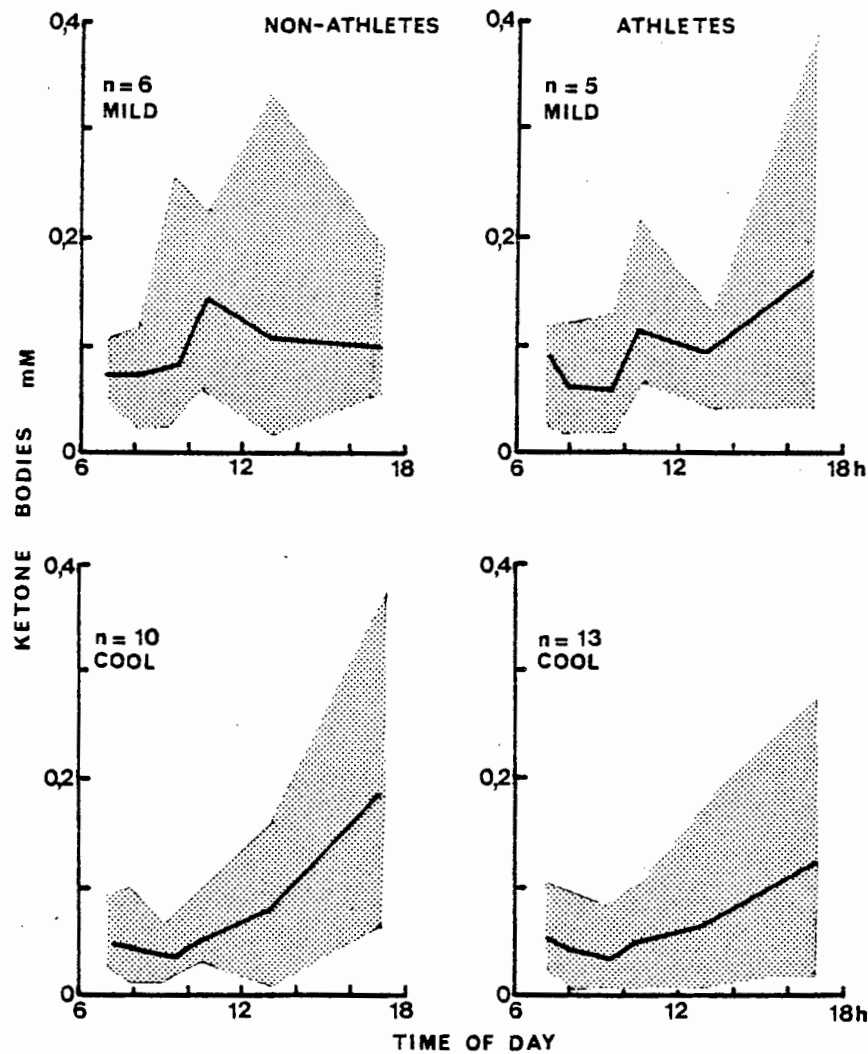 NON-ATHLETES
ATHLETES
0,4
n=6
MILD
0,2
0
6
12
18
0,4
n=5
MILD
0,2
0
6
12
18h
KETONE BODIES mM
0,4
n=10
COOL
0,2
0
6
12
18
0,4
n=13
COOL
0,2
0
6
12
18h
TIME OF DAY